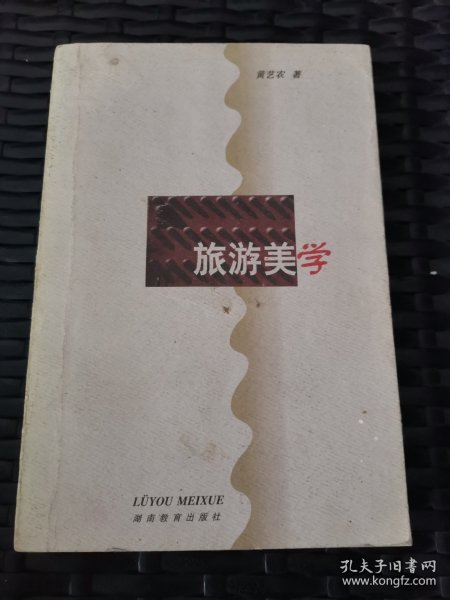 黄艺农 著
旅游美学
LÜYOU MEIXUE
湖南教育出版社
孔夫子旧书网
www.kongfz.com